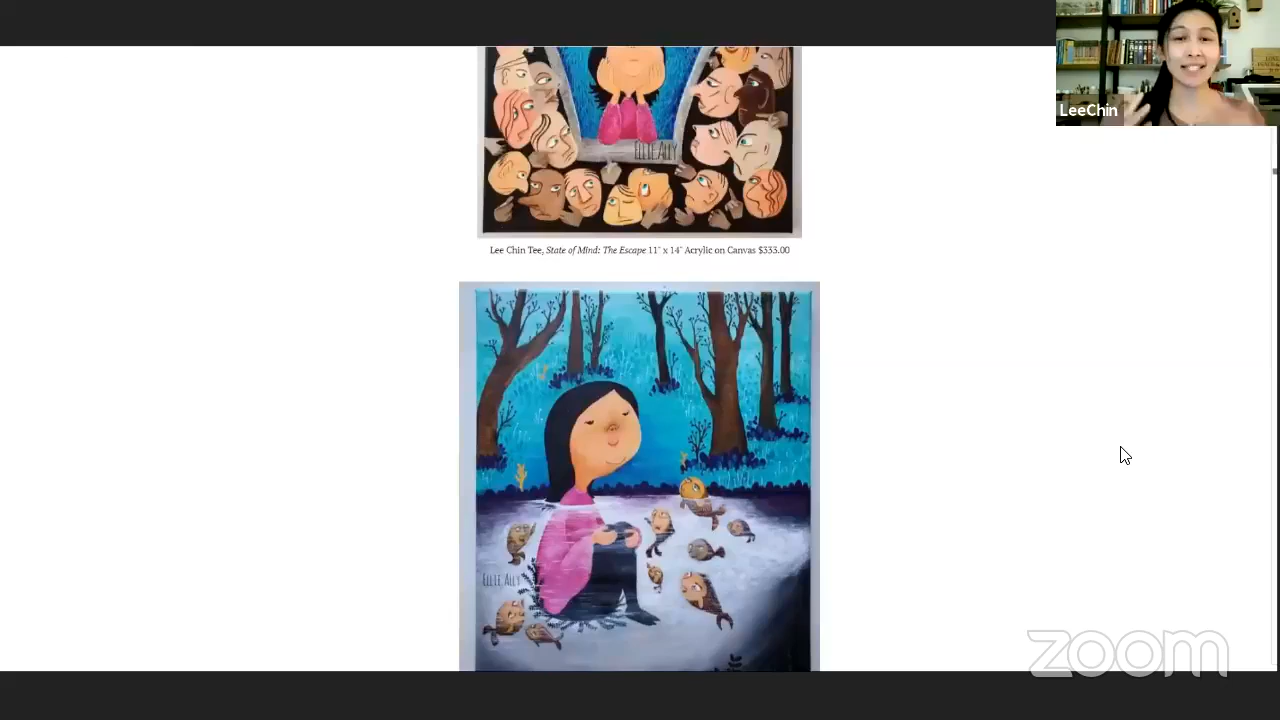 LeeChin
ELLIE ALLY
Lee Chin Tee, State of Mind: The Escape 11" x 14" Acrylic on Canvas $333.00
ELLIE ALLY
zoom